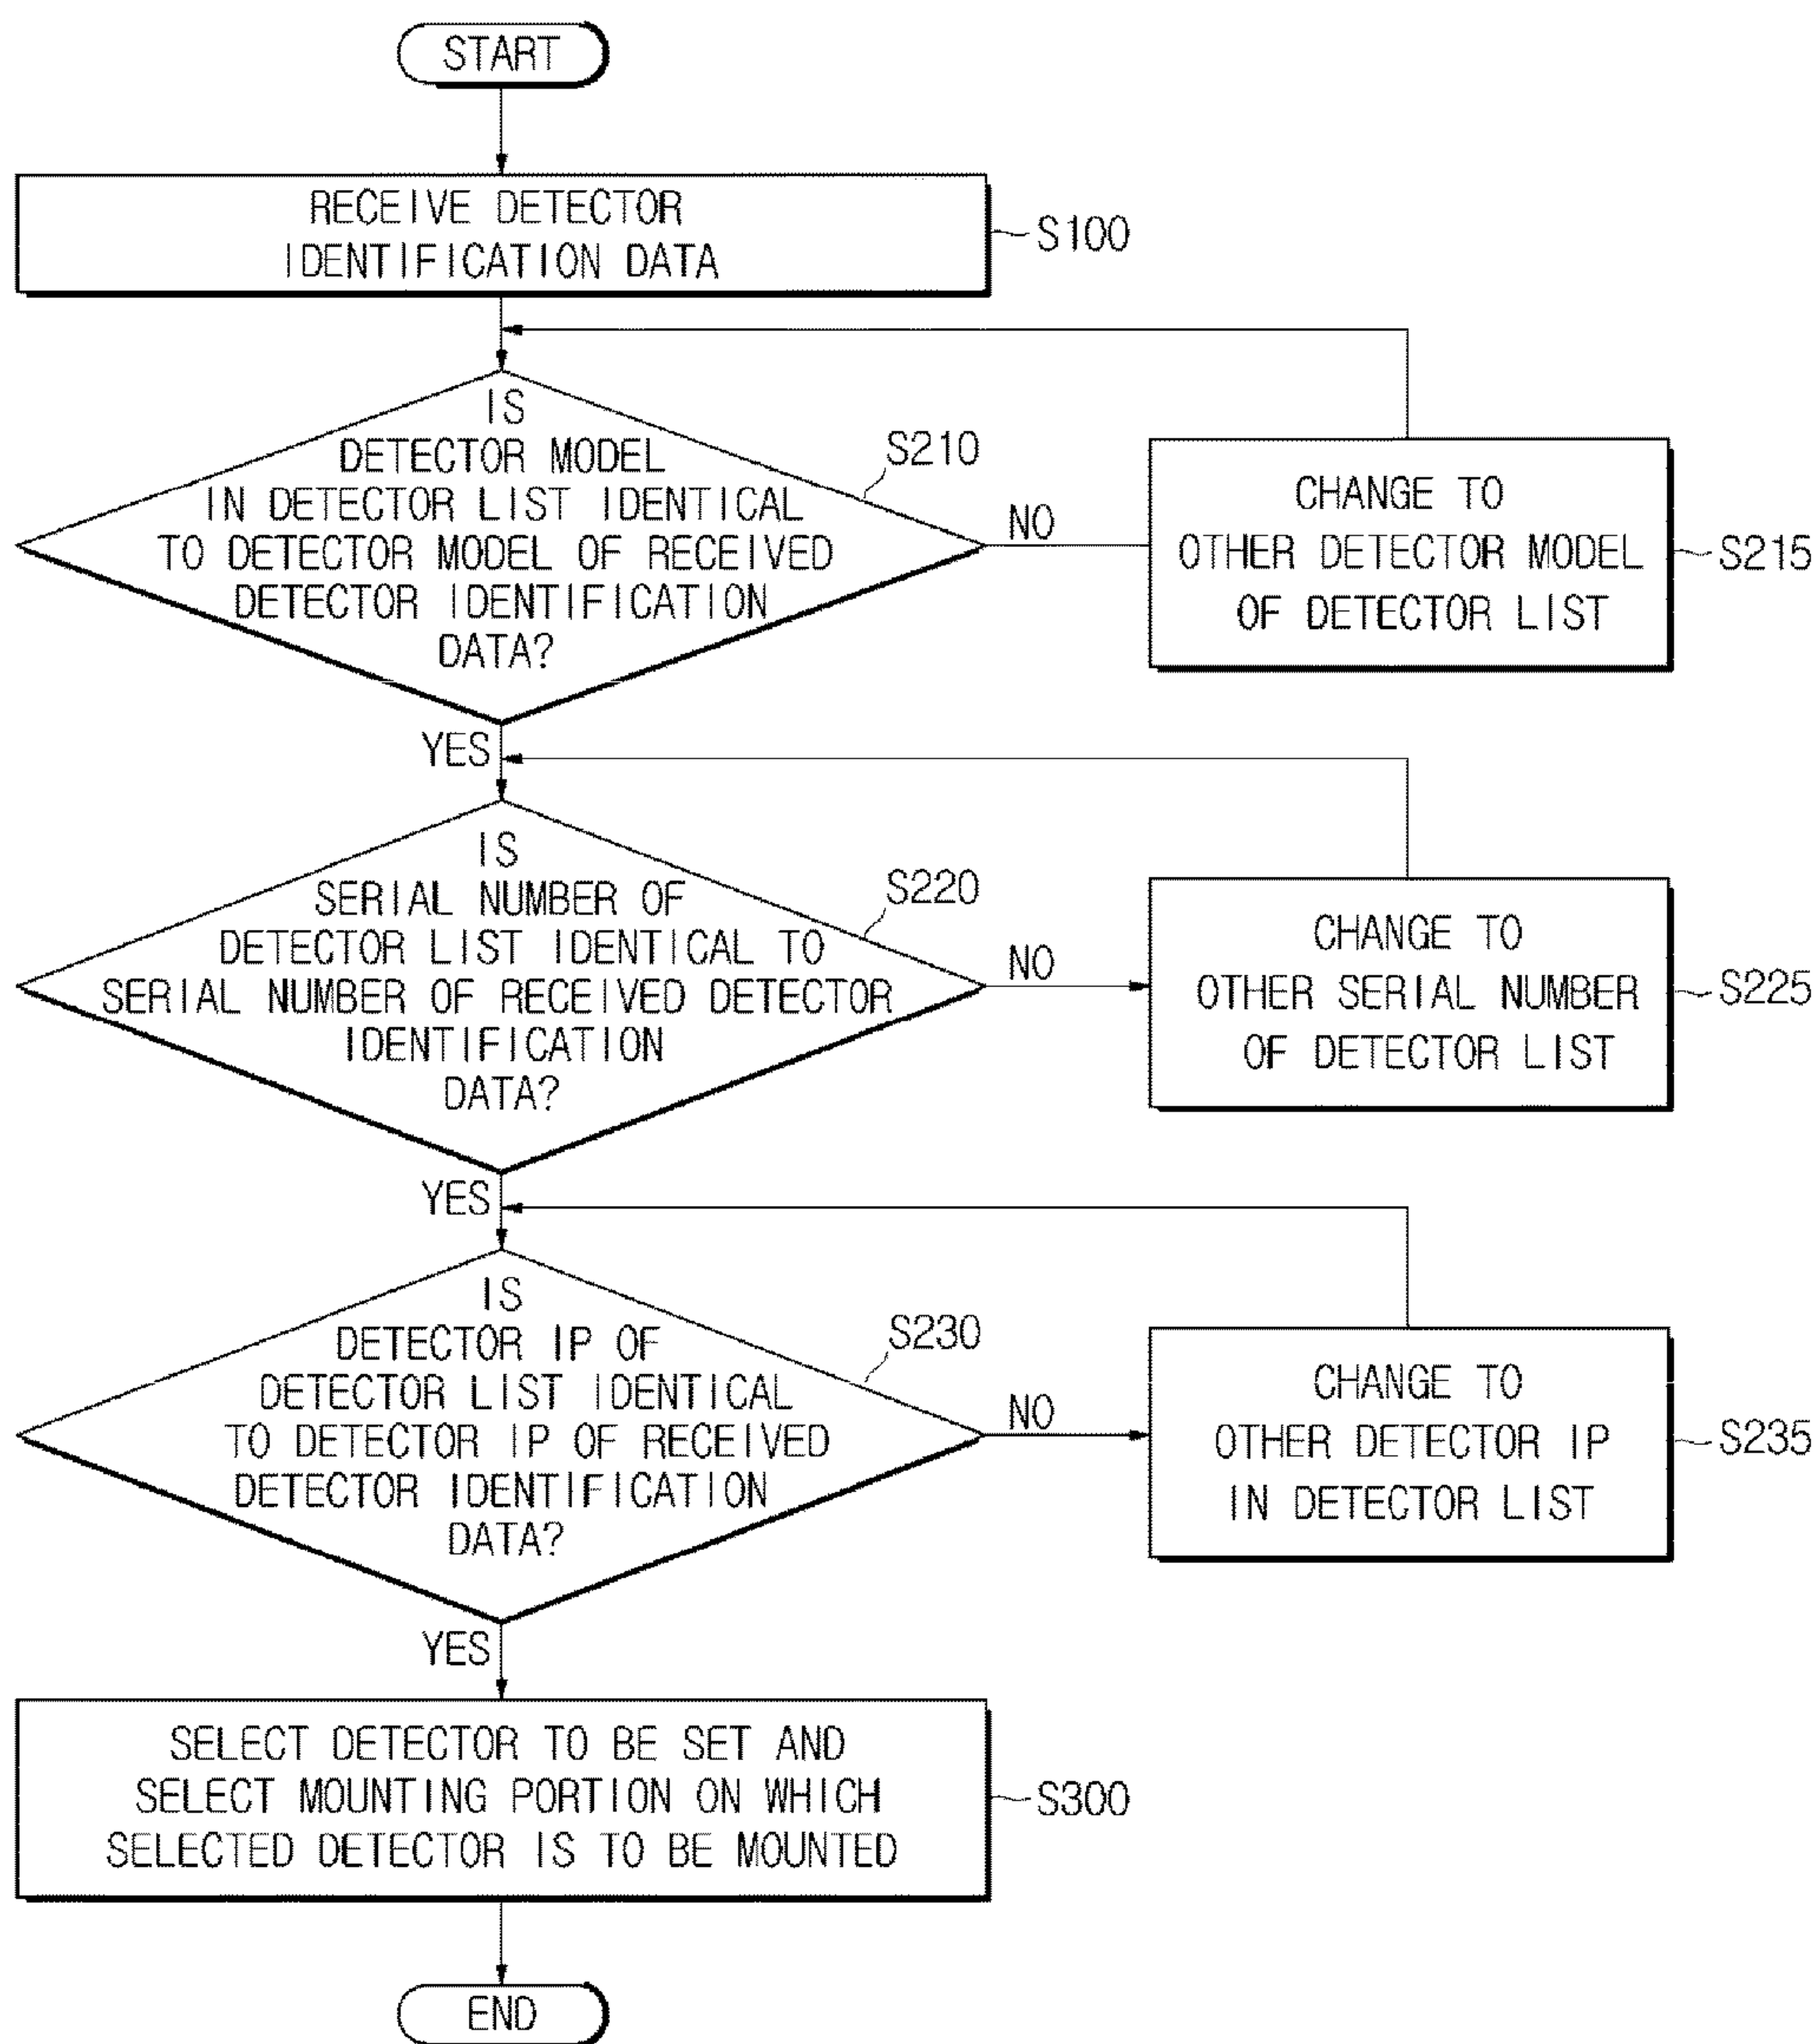 START
RECEIVE DETECTOR
IDENTIFICATION DATA
S100
IS
DETECTOR MODEL
IN DETECTOR LIST IDENTICAL
TO DETECTOR MODEL OF RECEIVED
DETECTOR IDENTIFICATION
DATA?
S210
NO
CHANGE TO
OTHER DETECTOR MODEL
OF DETECTOR LIST
S215
YES
IS
SERIAL NUMBER OF
DETECTOR LIST IDENTICAL TO
SERIAL NUMBER OF RECEIVED DETECTOR
IDENTIFICATION
DATA?
S220
NO
CHANGE TO
OTHER SERIAL NUMBER
OF DETECTOR LIST
S225
YES
IS
DETECTOR IP OF
DETECTOR LIST IDENTICAL
TO DETECTOR IP OF RECEIVED
DETECTOR IDENTIFICATION
DATA?
S230
NO
CHANGE TO
OTHER DETECTOR IP
IN DETECTOR LIST
S235
YES
SELECT DETECTOR TO BE SET AND
SELECT MOUNTING PORTION ON WHICH
SELECTED DETECTOR IS TO BE MOUNTED
S300
END